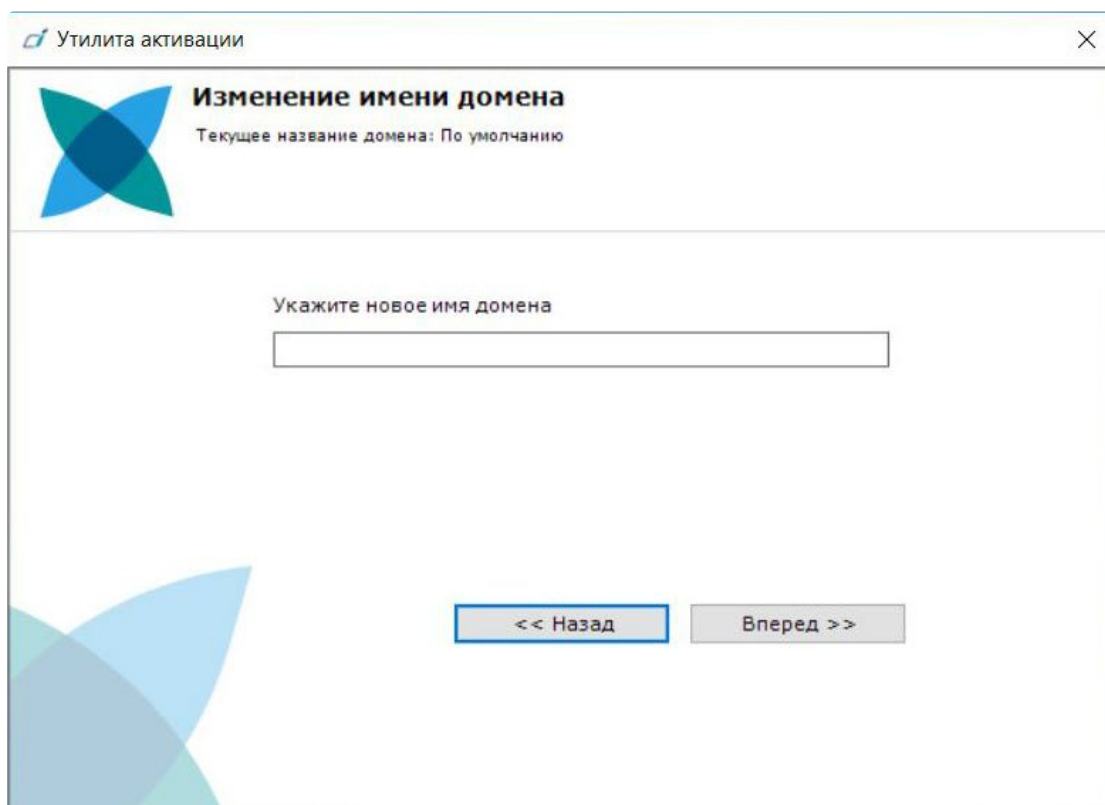 Утилита активации
Изменение имени домена
Текущее название домена: По умолчанию
Укажите новое имя домена
<< Назад
Вперед >>